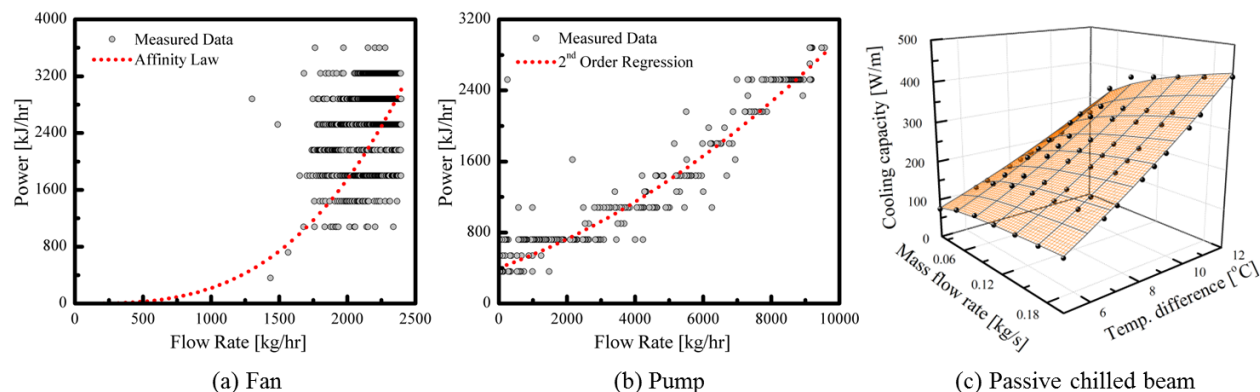 4000
3200
2400
1600
800
0
0
500
1000
1500
2000
2500
Power [kJ/hr]
Flow Rate [kg/hr]
Measured Data
Affinity Law
(a) Fan
3200
2400
1600
800
0
0
2000
4000
6000
8000
10000
Power [kJ/hr]
Flow Rate [kg/hr]
Measured Data
2nd Order Regression
(b) Pump
500
400
300
200
100
0
Cooling capacity [W/m]
0.06
0.12
0.18
Mass flow rate [kg/s]
6
8
10
12
Temp. difference [°C]
(c) Passive chilled beam